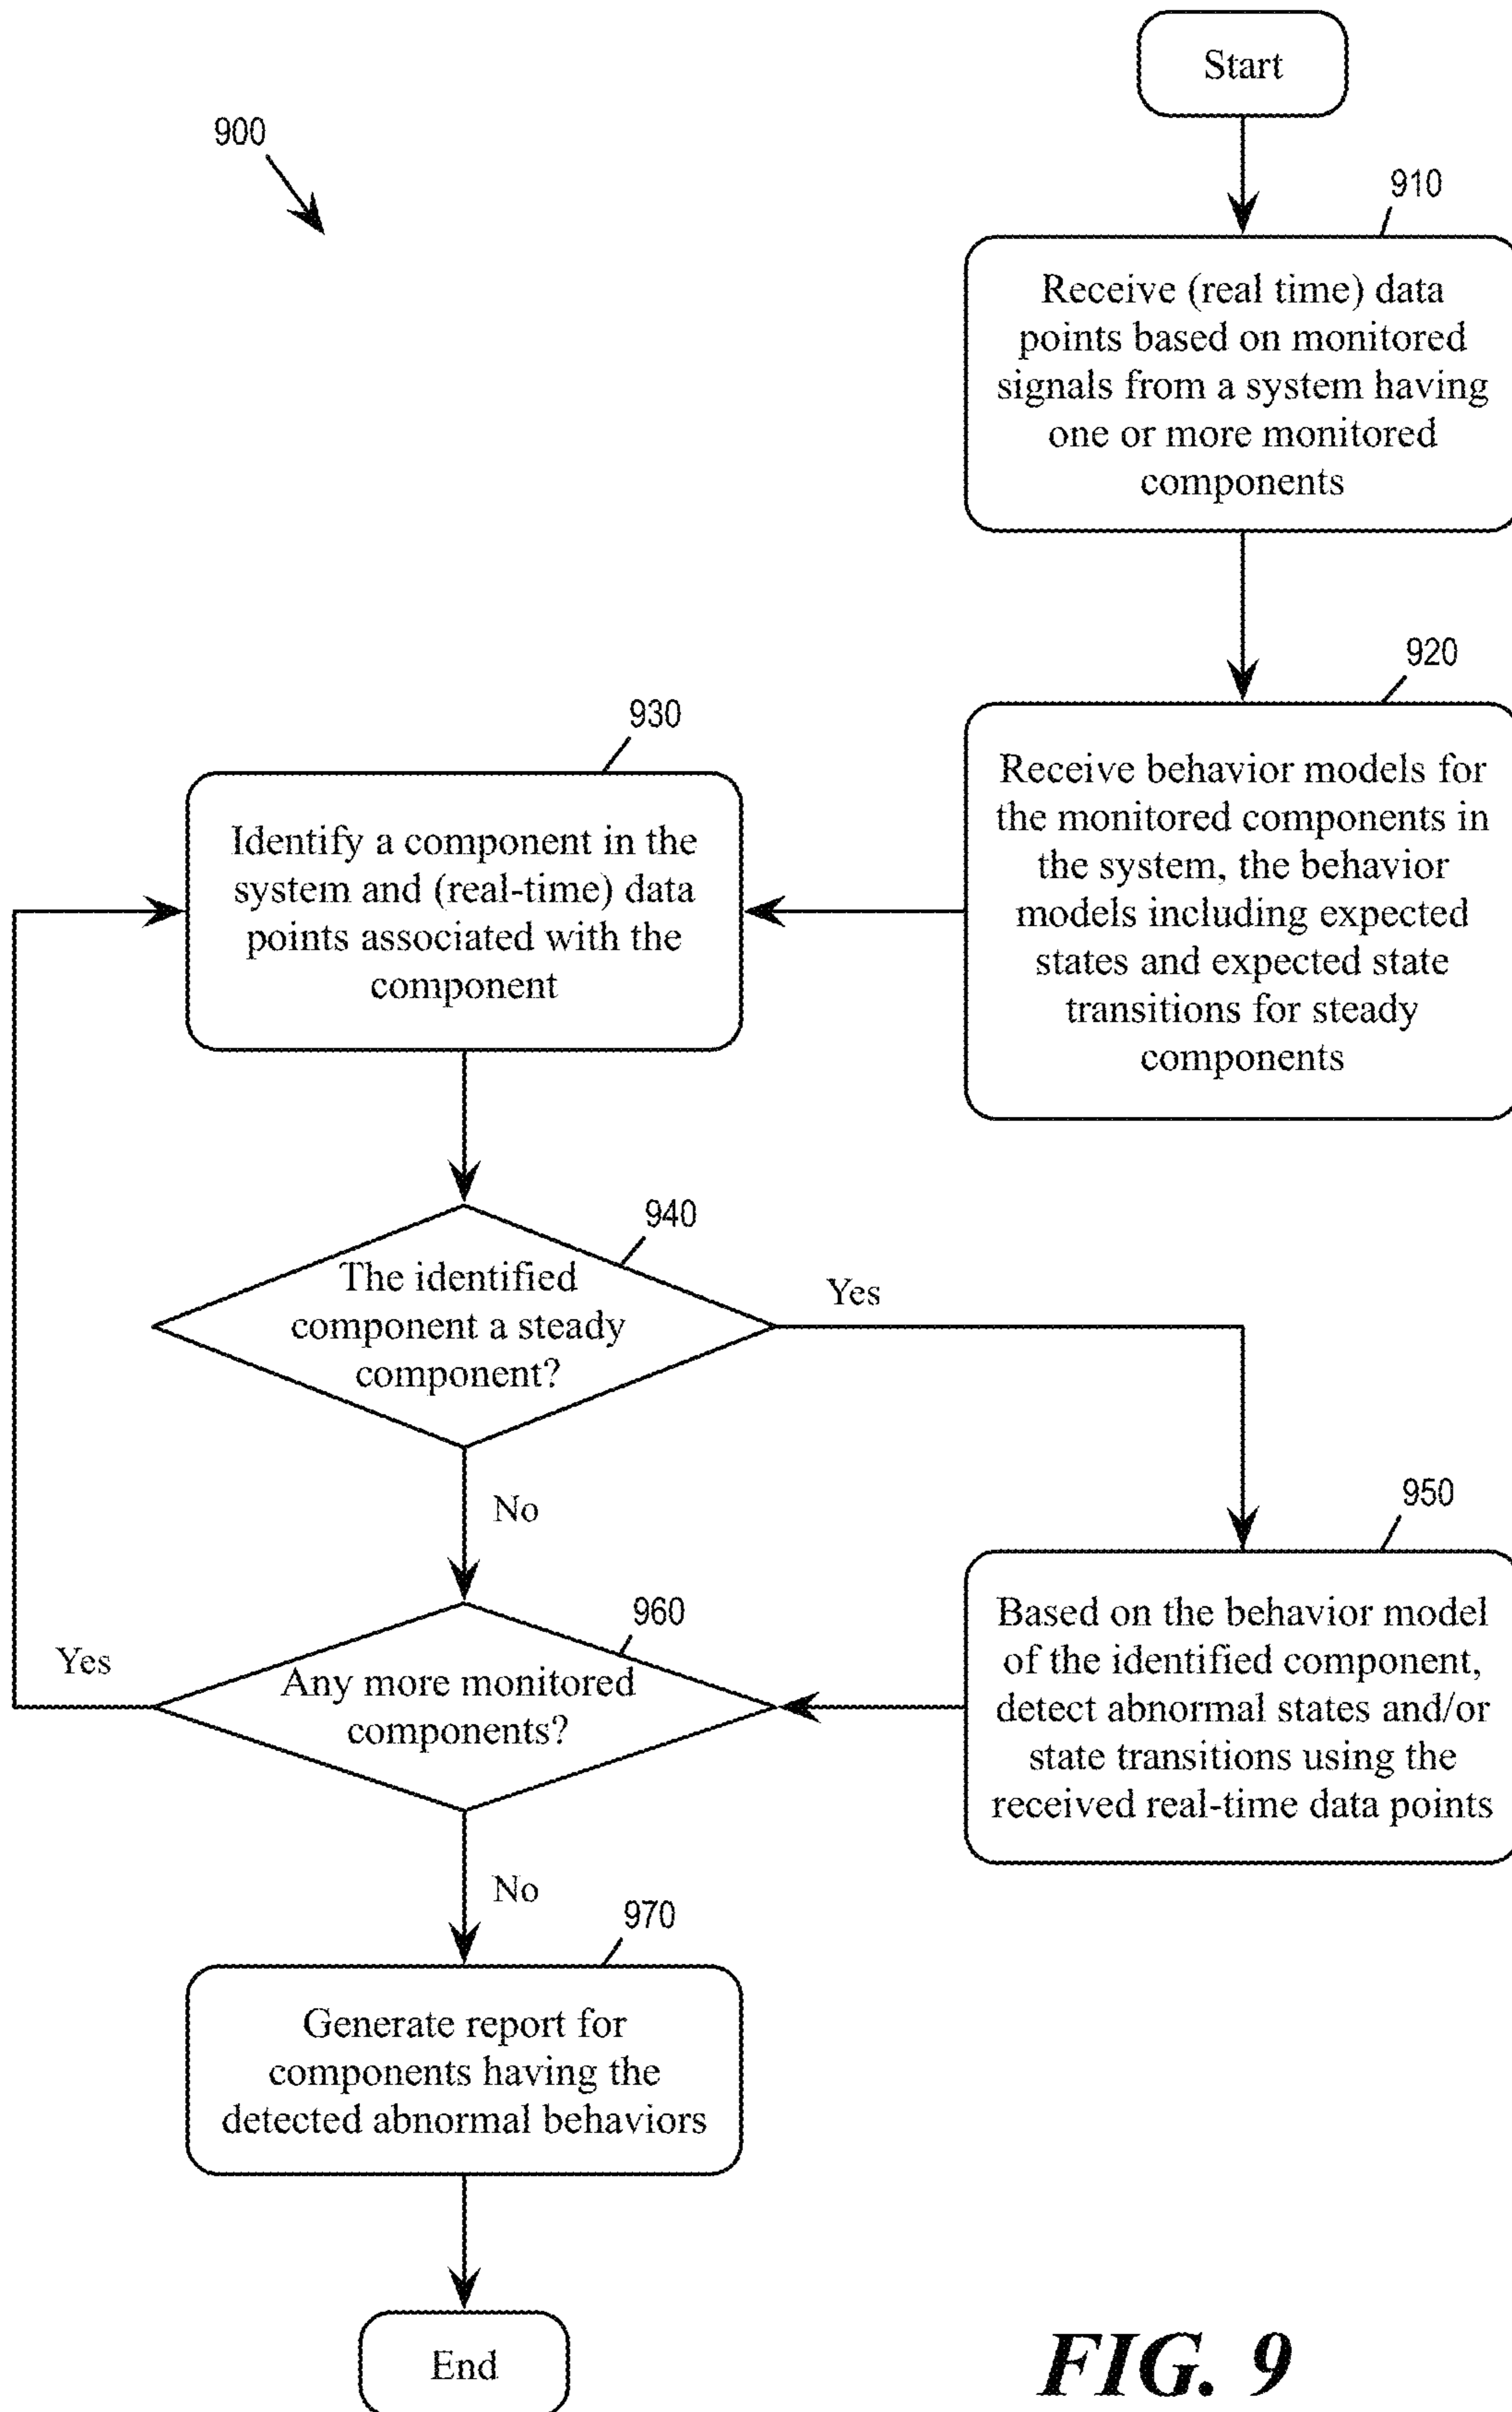 Start
900
910
Receive (real time) data
points based on monitored
signals from a system having
one or more monitored
components
920
Receive behavior models for
the monitored components in
the system, the behavior
models including expected
states and expected state
transitions for steady
components
930
Identify a component in the
system and (real-time) data
points associated with the
component
940
The identified
component a steady
component?
Yes
No
950
Based on the behavior model
of the identified component,
detect abnormal states and/or
state transitions using the
received real-time data points
960
Any more monitored
components?
Yes
No
970
Generate report for
components having the
detected abnormal behaviors
End
FIG. 9